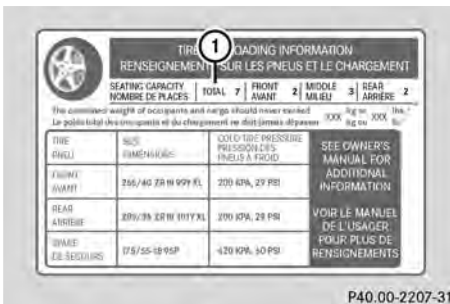 1
TIRE LOADING INFORMATION
RENSEIGNEMENT SUR LES PNEUS ET LE CHARGEMENT
SEATING CAPACITY TOTAL 7 FRONT 2 MIDDLE 3 REAR 2
NOMBRE DE PLACES AVANT MILIEU ARRIÈRE
The combined weight of occupants and cargo should never exceed XXX kg or XXX lbs.
Le poids total des occupants et du chargement ne doit jamais dépasser XXX kg ou XXX
TIRE SIZE COLD TIRE PRESSURE SEE OWNER'S
PNEU DIMENSIONS PRESSION DES MANUAL FOR
PNEUS À FROID ADDITIONAL
FRONT INFORMATION
AVANT 200 KPA, 29 PSI
REAR VOIR LE MANUEL
ARRIÈRE 200 KPA, 29 PSI DE L'USAGER
SPARE POUR PLUS DE
DE SECOURS 420 KPA, 60 PSI RENSIGNEMENTS
P40.00-2207-31